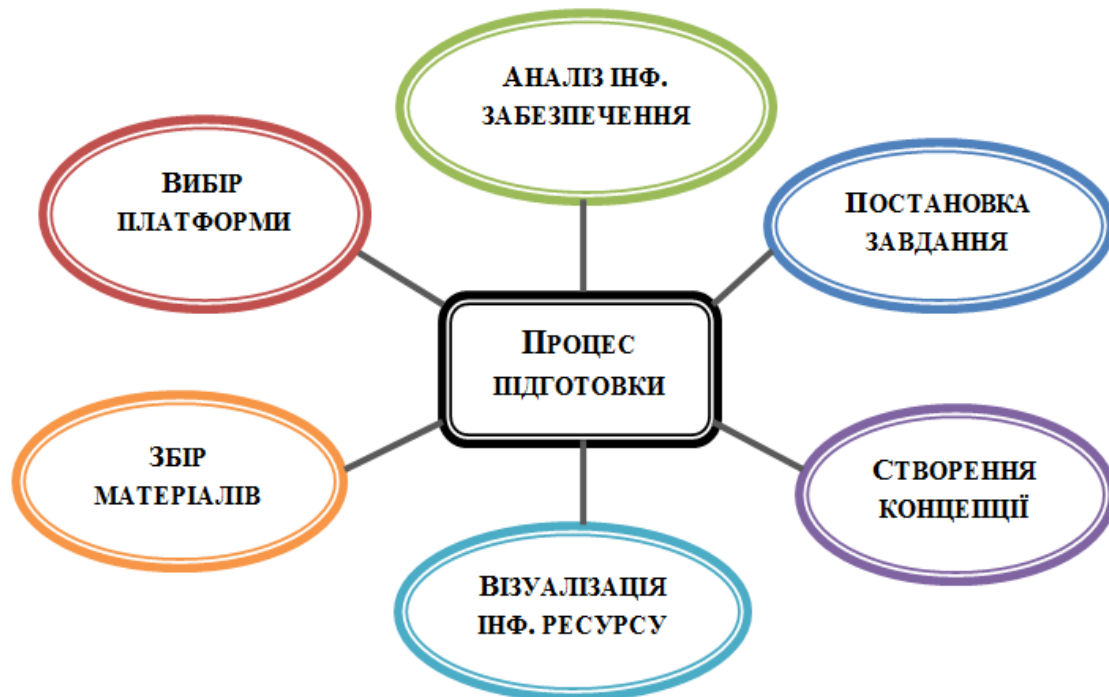 Аналіз інф.
забезпечення
Вибір
платформи
Постановка
завдання
Процес
підготовки
Збір
матеріалів
Створення
концепції
Візуалізація
інф. ресурсу